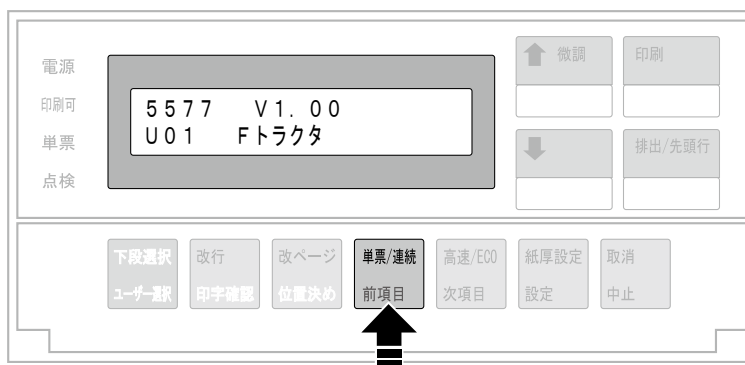 電源
印刷可
単票
点検
5577 V1.00
U01 Fトラクタ
微調
印刷
排出/先頭行
下段選択
改行
改ページ
単票/連続
高速/ECO
紙厚設定
取消
ユーザー選択
印字確認
位置決め
前項目
次項目
設定
中止